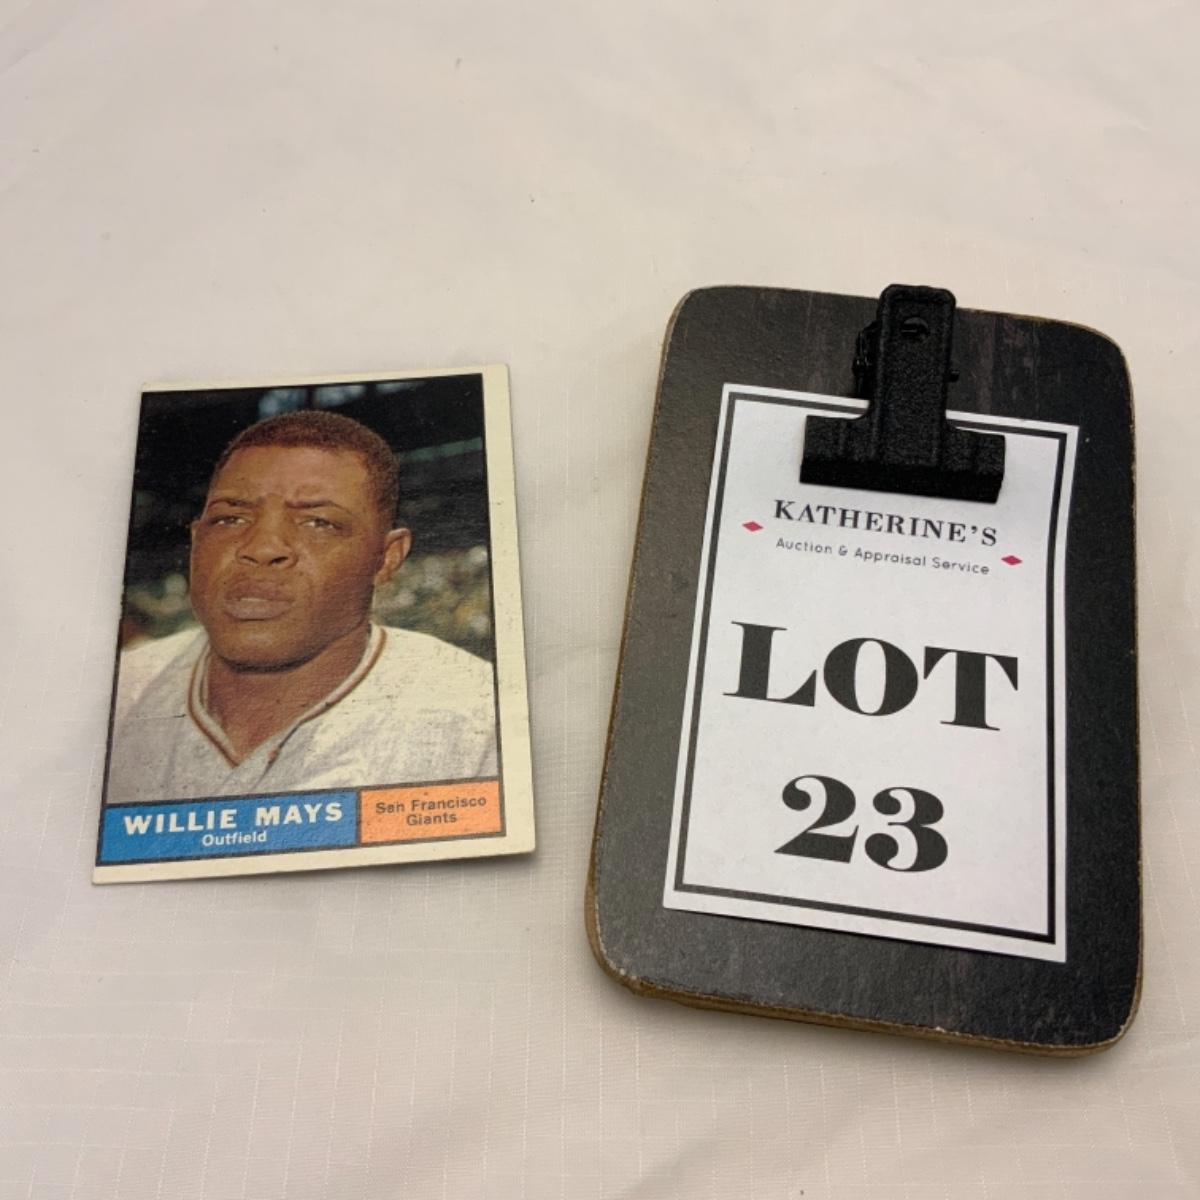 WILLIE MAYS
Outfield
San Francisco
Giants
KATHERINE'S
Auction & Appraisal Service
LOT
23